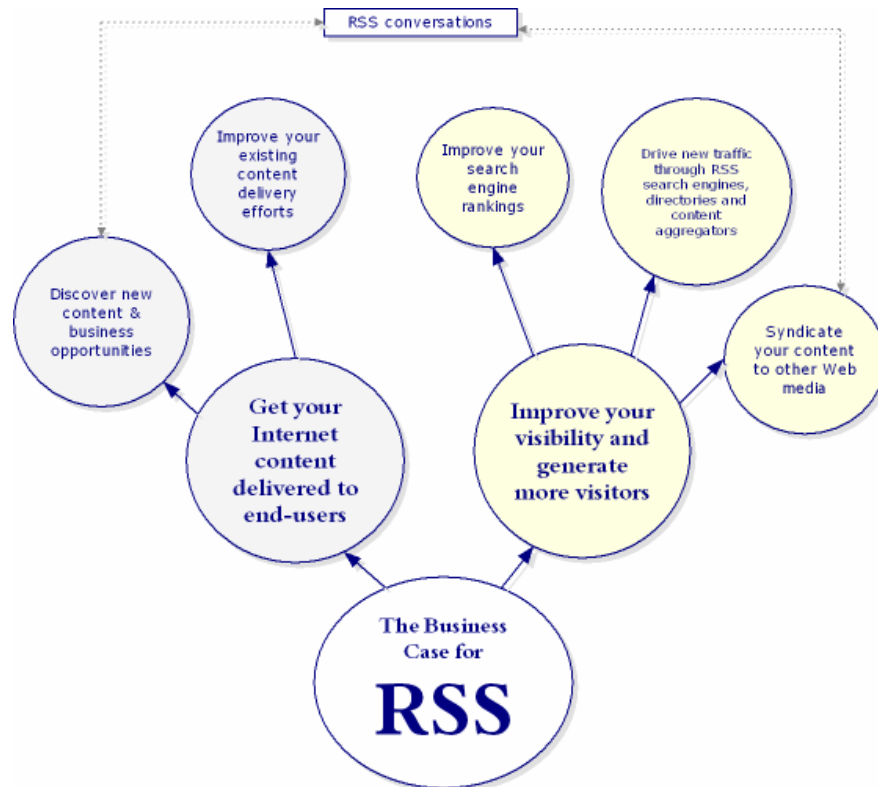 RSS conversations
Improve your
existing
content
delivery
efforts
Improve your
search
engine
rankings
Drive new traffic
through RSS
search engines,
directories and
content
aggregators
Discover new
content &
business
opportunities
Syndicate
your content
to other Web
media
Get your
Internet
content
delivered to
end-users
Improve your
visibility and
generate
more visitors
The Business
Case for
RSS